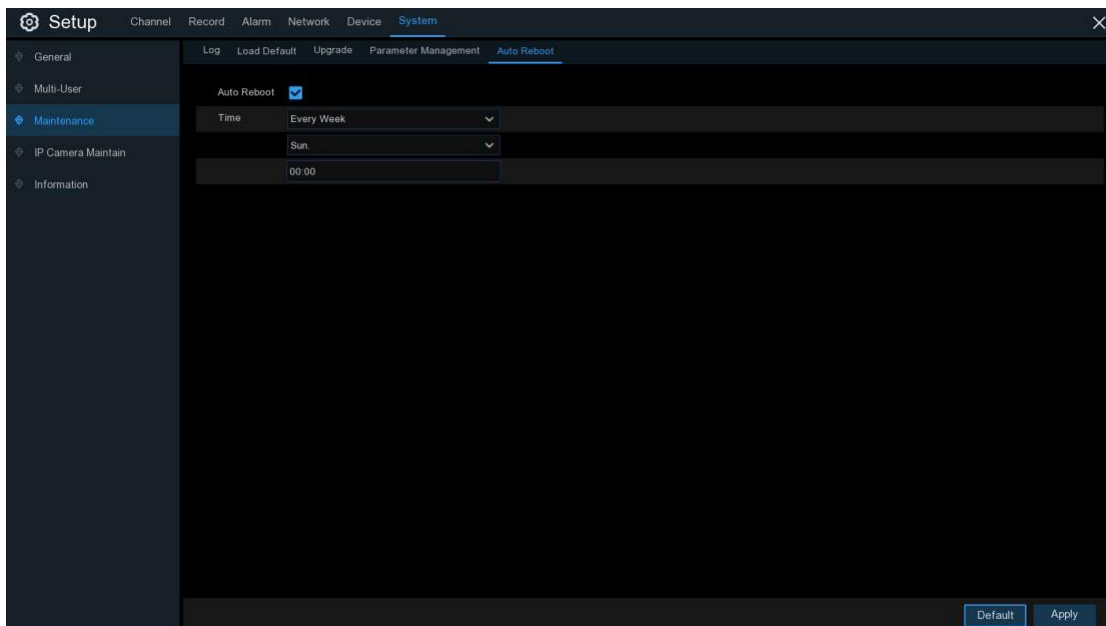 Setup Channel Record Alarm Network Device System
General
Multi-User
Maintenance
IP Camera Maintain
Information
Log Load Default Upgrade Parameter Management Auto Reboot
Auto Reboot
Time Every Week
Sun.
00:00
Default Apply